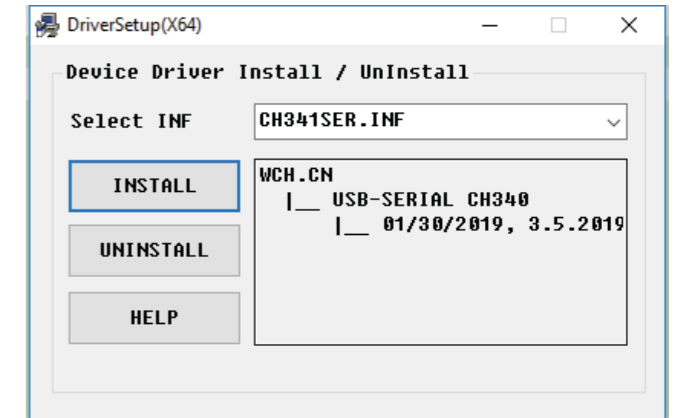 DriverSetup(X64)
Device Driver Install / UnInstall
Select INF
CH341SER.INF
INSTALL
UNINSTALL
HELP
WCH.CN
|__ USB-SERIAL CH340
|__ 01/30/2019, 3.5.2019